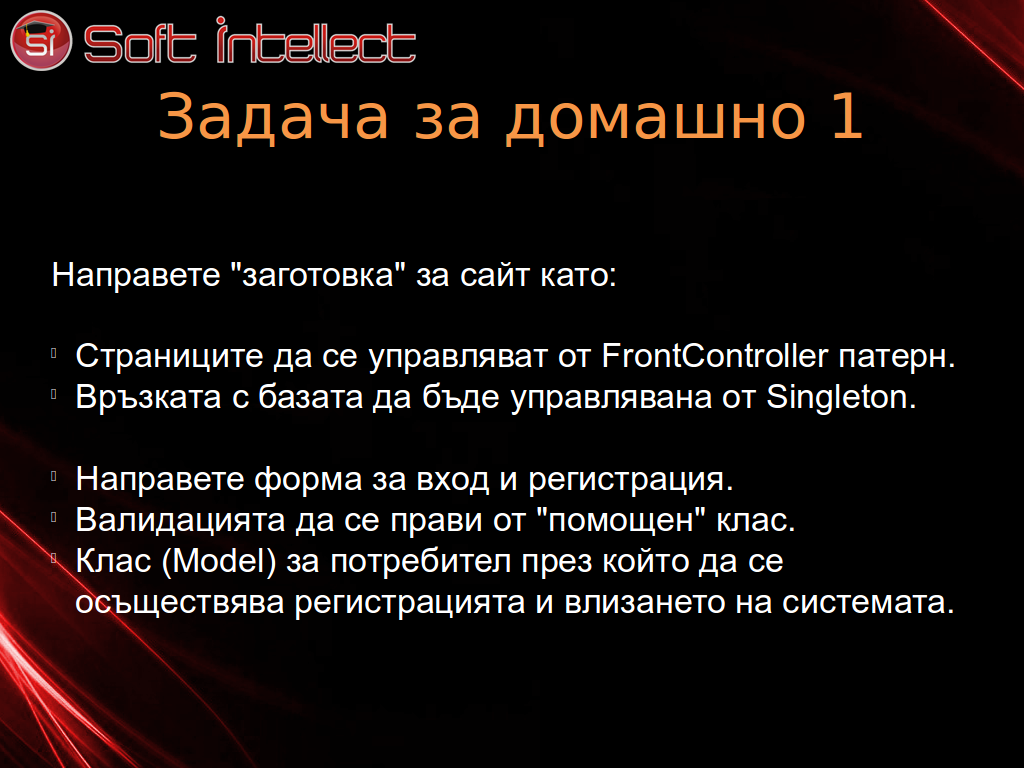 Si Soft Intellect
Задача за домашно 1
Направете "заготовка" за сайт като:
Страниците да се управляват от FrontController патерн.
Връзката с базата да бъде управлявана от Singleton.
Направете форма за вход и регистрация.
Валидацията да се прави от "помощен" клас.
Клас (Model) за потребител през който да се
осъществява регистрацията и влизането на системата.